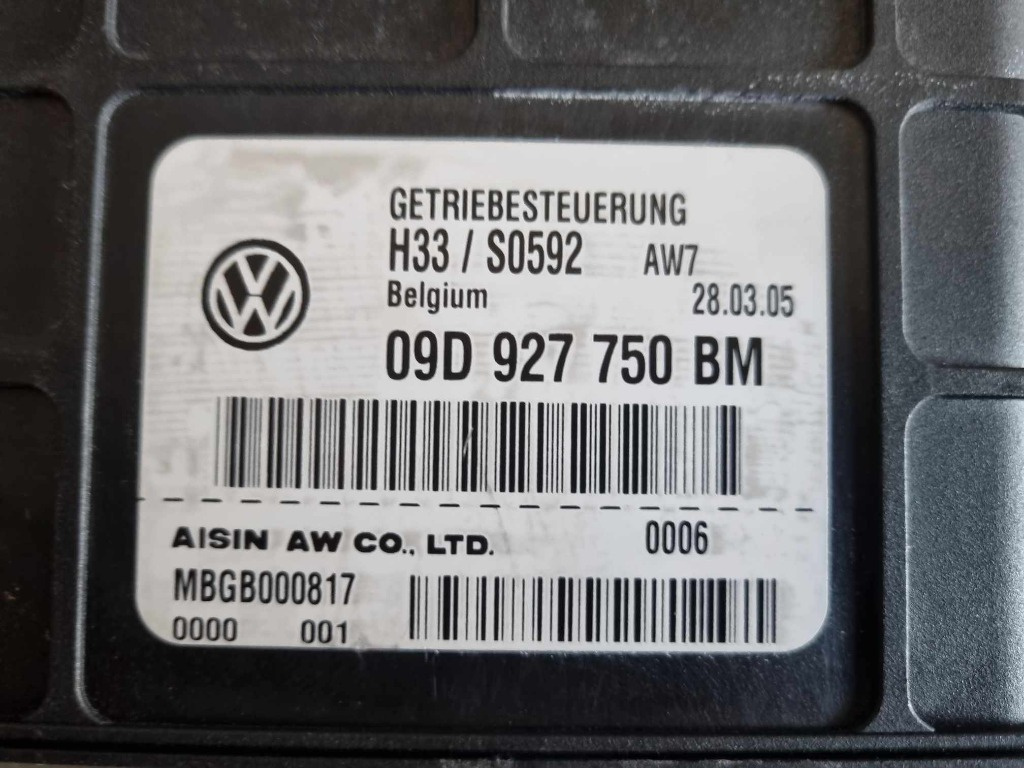 GETRIEBESTEUERUNG
H33 / S0592 AW7
Belgium 28.03.05
09D 927 750 BM
AISIN AW CO., LTD. 0006
MBGB000817
0000 001